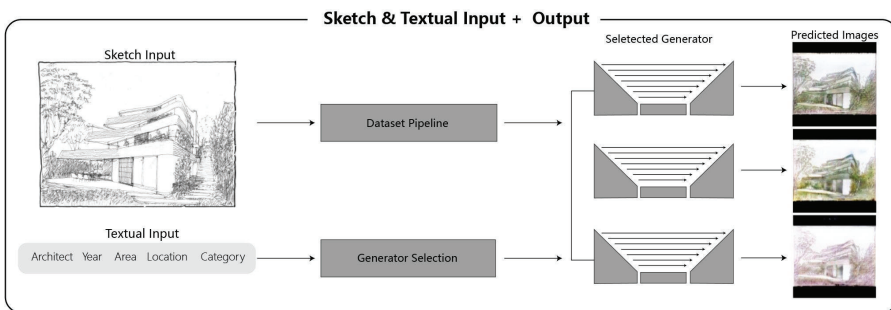 Sketch & Textual Input + Output
Sketch Input
Seletected Generator
Predicted Images
Dataset Pipeline
Textual Input
Architect Year Area Location Category
Generator Selection